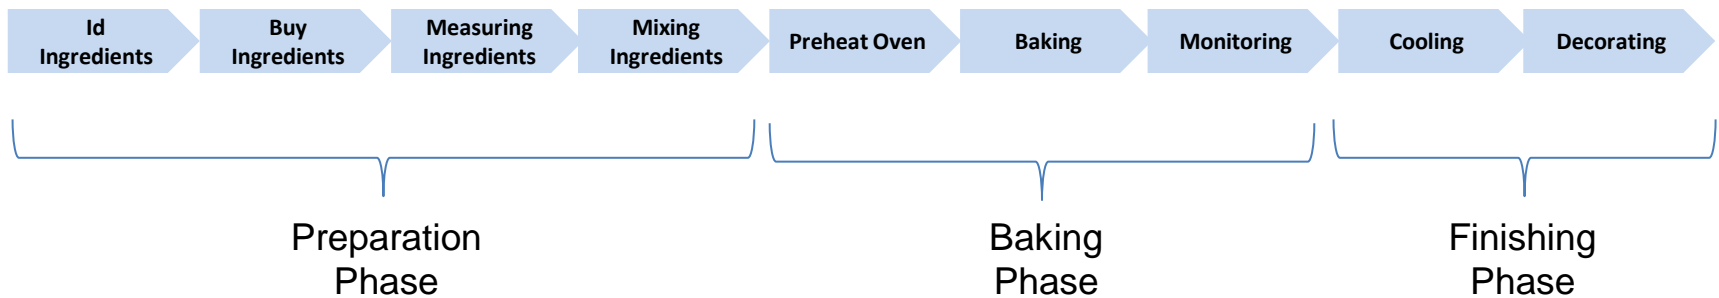 Id
Ingredients
Buy
Ingredients
Measuring
Ingredients
Mixing
Ingredients
Preheat Oven
Baking
Monitoring
Cooling
Decorating
Preparation
Phase
Baking
Phase
Finishing
Phase